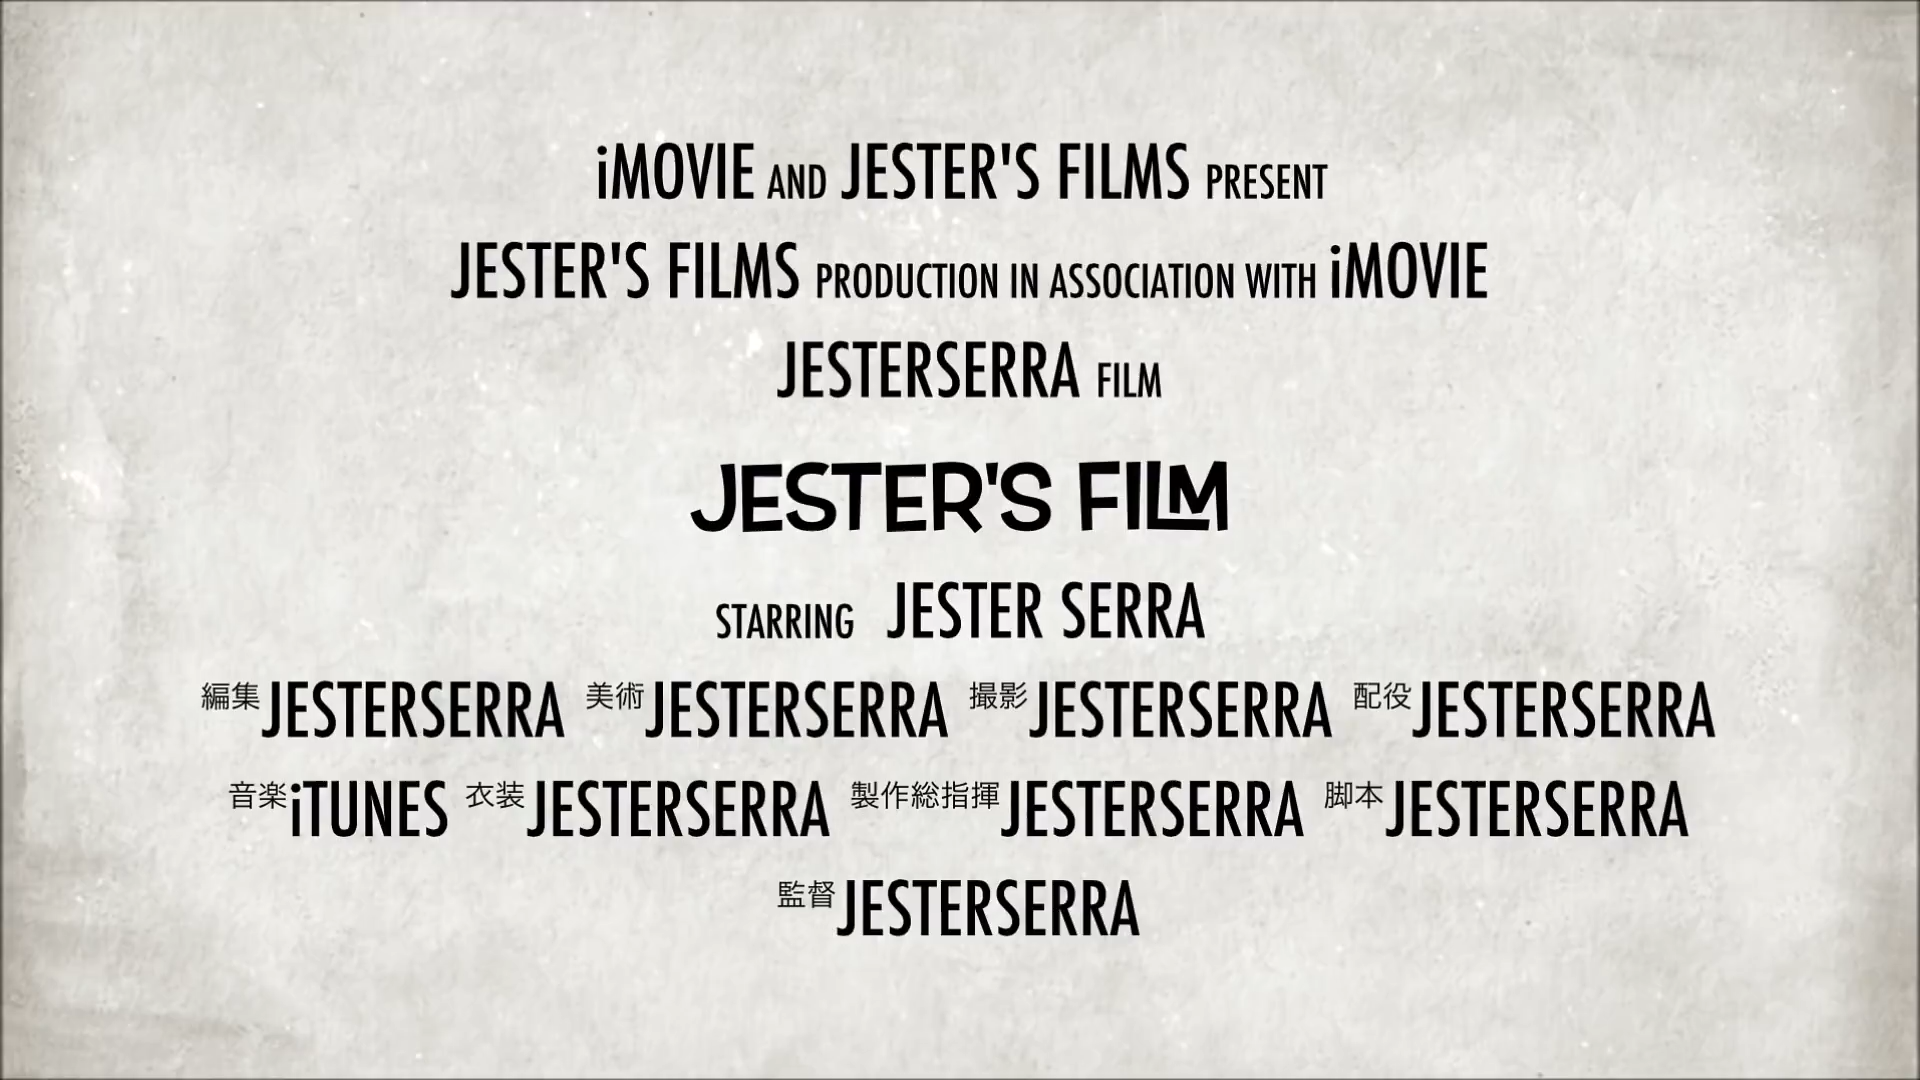 iMOVIE AND JESTER'S FILMS PRESENT
JESTER'S FILMS PRODUCTION IN ASSOCIATION WITH iMOVIE
JESTERSERRA FILM
JESTER'S FILM
STARRING JESTER SERRA
編集JESTERSERRA 美術JESTERSERRA 撮影JESTERSERRA 配役JESTERSERRA
音楽iTUNES 衣装JESTERSERRA 製作総指揮JESTERSERRA 脚本JESTERSERRA
監督JESTERSERRA